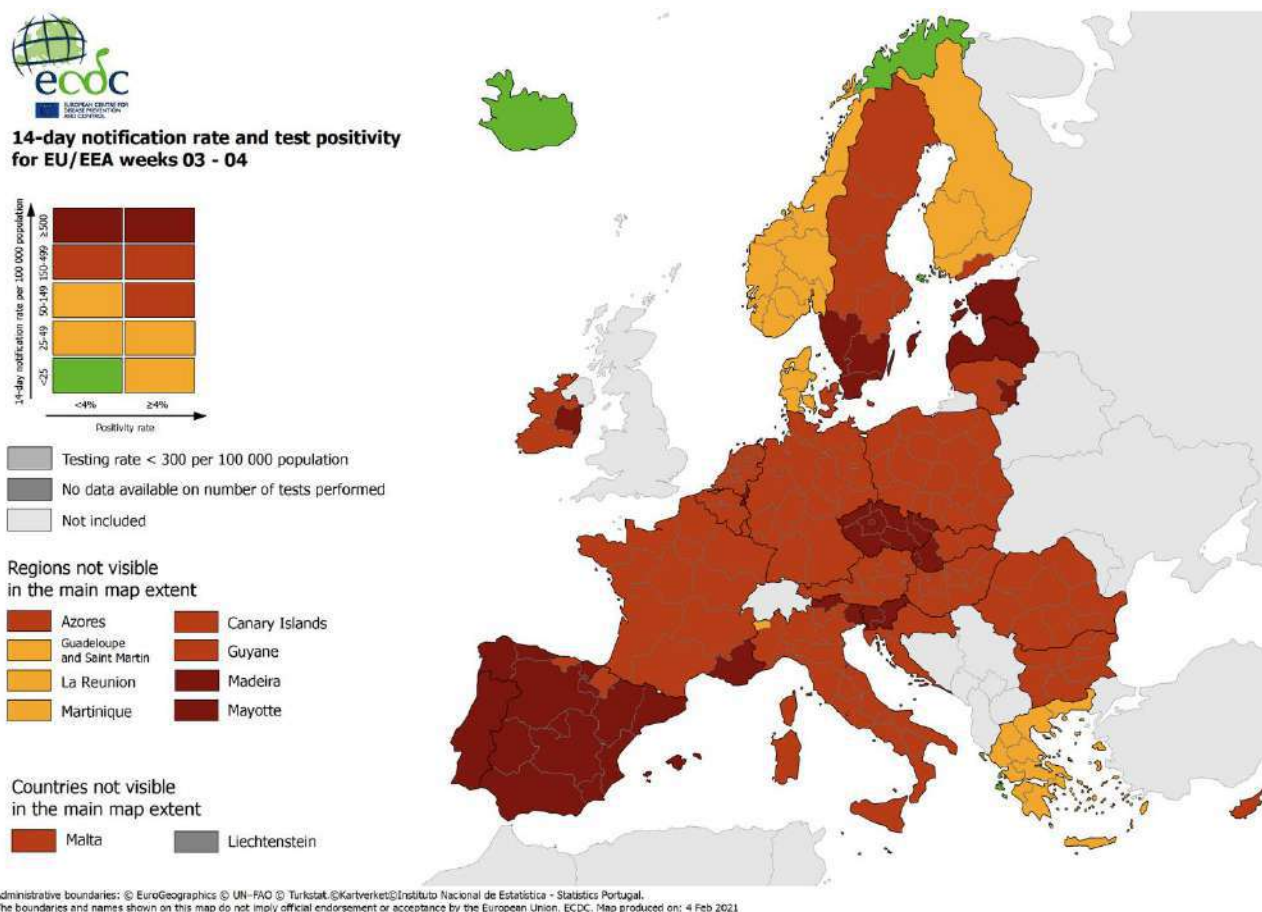 ecdc
EUROPEAN CENTRE FOR
DISEASE PREVENTION
AND CONTROL
14-day notification rate and test positivity
for EU/EEA weeks 03 - 04
14-day notification rate per 100 000 population
≥500
150-499
50-149
25-49
<25
<4%
≥4%
Positivity rate
Testing rate < 300 per 100 000 population
No data available on number of tests performed
Not included
Regions not visible
in the main map extent
Azores
Canary Islands
Guadeloupe
and Saint Martin
Guyane
La Reunion
Madeira
Martinique
Mayotte
Countries not visible
in the main map extent
Malta
Liechtenstein
dministrative boundaries: © EuroGeographics © UN-FAO © Turkstat.©Kartverket©Instituto Nacional de Estatística - Statistics Portugal.
he boundaries and names shown on this map do not imply official endorsement or acceptance by the European Union. ECDC. Map produced on: 4 Feb 2021